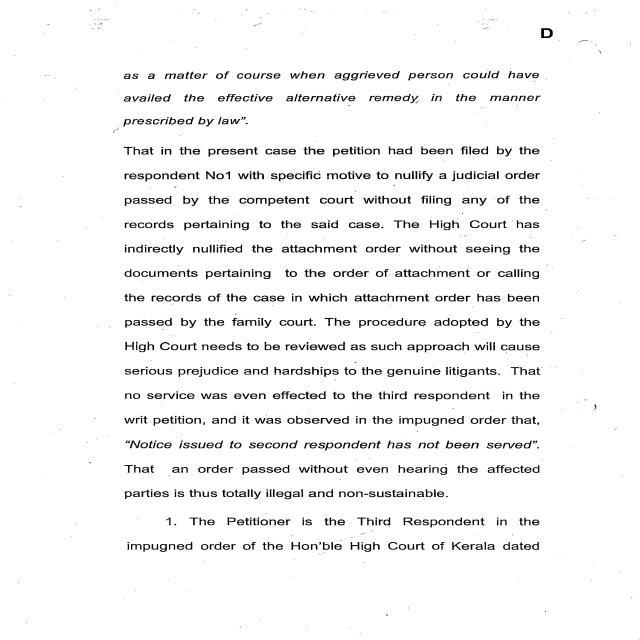 D
as a matter of course when aggrieved person could have
availed the effective alternative remedy, in the manner
prescribed by law”.
That in the present case the petition had been filed by the
respondent No1 with specific motive to nullify a judicial order
passed by the competent court without filing any of the
records pertaining to the said case. The High Court has
indirectly nullified the attachment order without seeing the
documents pertaining to the order of attachment or calling
the records of the case in which attachment order has been
passed by the family court. The procedure adopted by the
High Court needs to be reviewed as such approach will cause
serious prejudice and hardships to the genuine litigants. That
no service was even effected to the third respondent in the
writ petition, and it was observed in the impugned order that,
“Notice issued to second respondent has not been served”.
That an order passed without even hearing the affected
parties is thus totally illegal and non-sustainable.
1. The Petitioner is the Third Respondent in the
impugned order of the Hon’ble High Court of Kerala dated